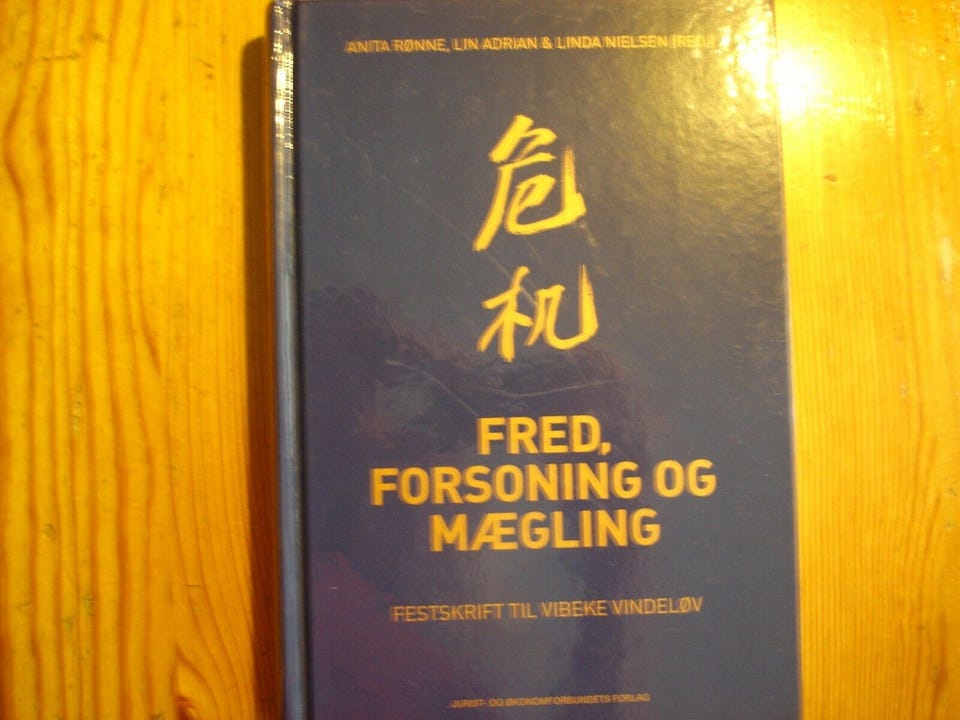 ANITA RØNNE, LIN ADRIAN & LINDA NIELSEN (RED.)
危
机
FRED,
FORSONING OG
MÆGLING
FESTSKRIFT TIL VIBEKE VINDELØV
JURIST- OG ØKONOMFORBUNDETS FORLAG